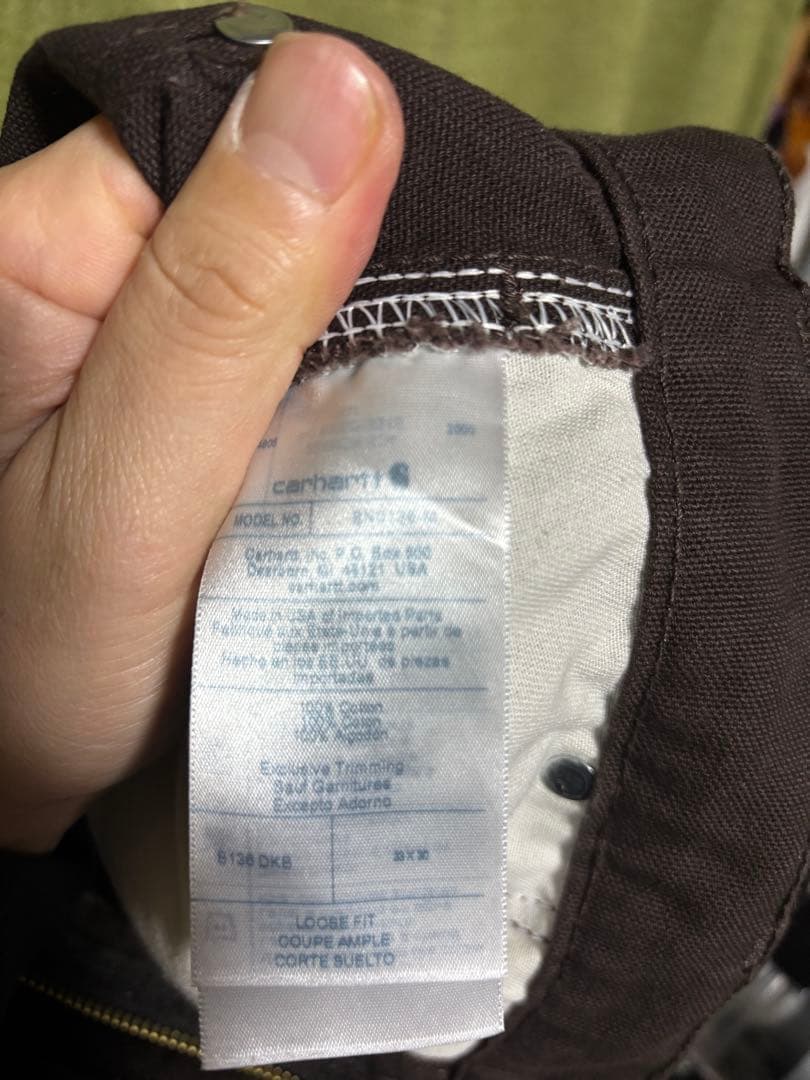 carhartt
MODEL NO.
Carhartt, Inc. P.O. Box 600
Dearborn, MI 48121 USA
carhartt.com
Made in USA of Imported Parts
Fabriqué aux États-Unis à partir de
pièces importées
Hecho en los EE.UU. de piezas
importadas
100% Cotton
100% Coton
100% Algodón
Exclusive Trimming
Sauf Garnitures
Excepto Adorno
B136 DKB
LOOSE FIT
COUPE AMPLE
CORTE SUELTO